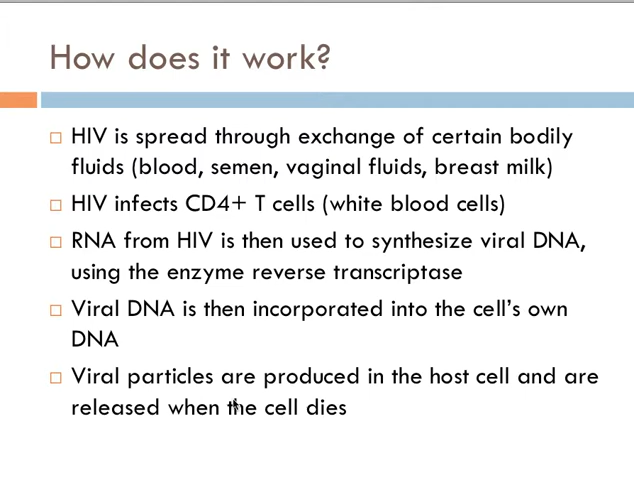 How does it work?
HIV is spread through exchange of certain bodily
fluids (blood, semen, vaginal fluids, breast milk)
HIV infects CD4+ T cells (white blood cells)
RNA from HIV is then used to synthesize viral DNA,
using the enzyme reverse transcriptase
Viral DNA is then incorporated into the cell's own
DNA
Viral particles are produced in the host cell and are
released when the cell dies